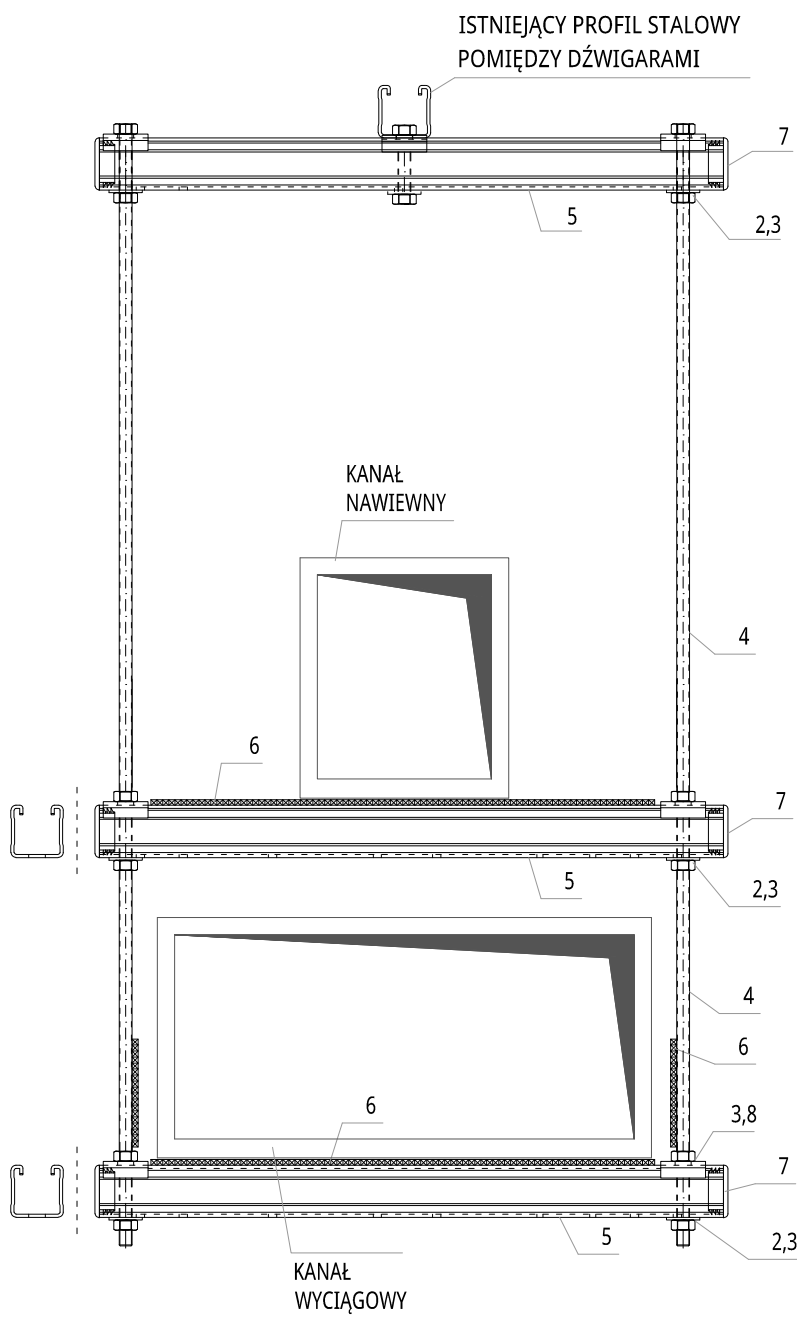 ISTNIEJĄCY PROFIL STALOWY
POMIĘDZY DŹWIGARAMI
7
5
2,3
KANAŁ
NAWIEWNY
4
6
7
5
2,3
4
6
6
3,8
7
5
2,3
KANAŁ
WYCIĄGOWY